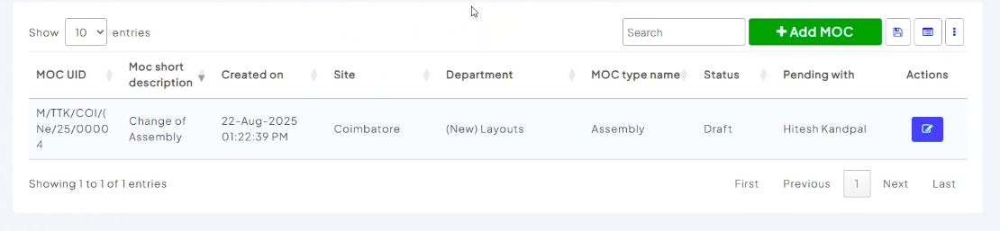 Show 10 entries
Search
Add MOC
MOC UID
Moc short
description
Created on
Site
Department
MOC type name
Status
Pending with
Actions
M/TTK/COI/(
Ne/25/0000
4
Change of
Assembly
22-Aug-2025
01:22:39 PM
Coimbatore
(New) Layouts
Assembly
Draft
Hitesh Kandpal
Showing 1 to 1 of 1 entries
First Previous 1 Next Last